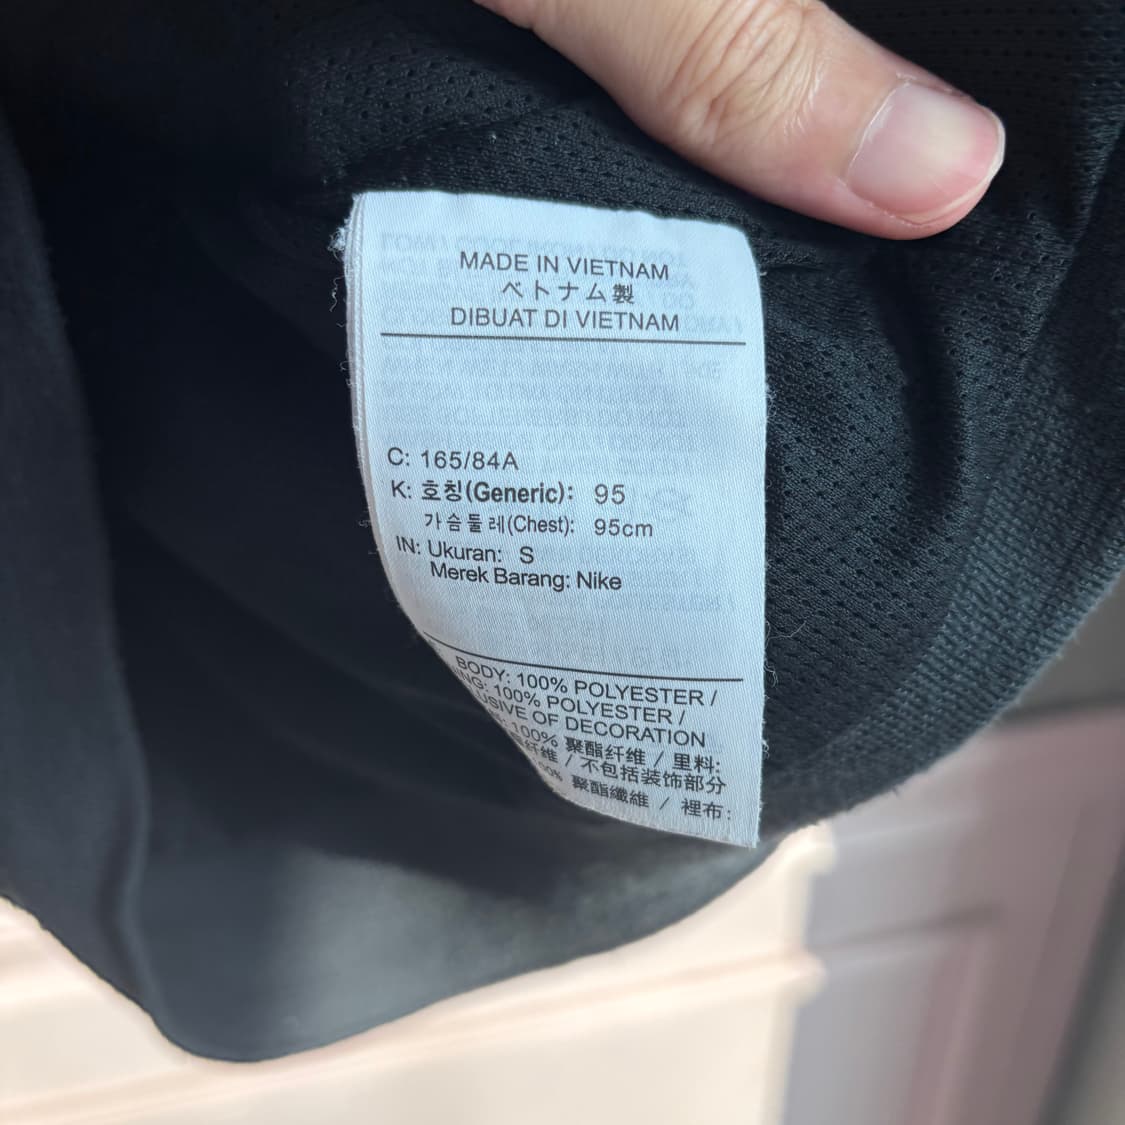 MADE IN VIETNAM
ベトナム製
DIBUAT DI VIETNAM
C: 165/84A
K: 호칭(Generic): 95
가슴둘레(Chest): 95cm
IN: Ukuran: S
Merek Barang: Nike
BODY: 100% POLYESTER /
100% POLYESTER /
OF DECORATION
100% 聚酯纤维 / 里料:
/ 不包括装饰部分
100% 聚酯纖維 / 裡布: